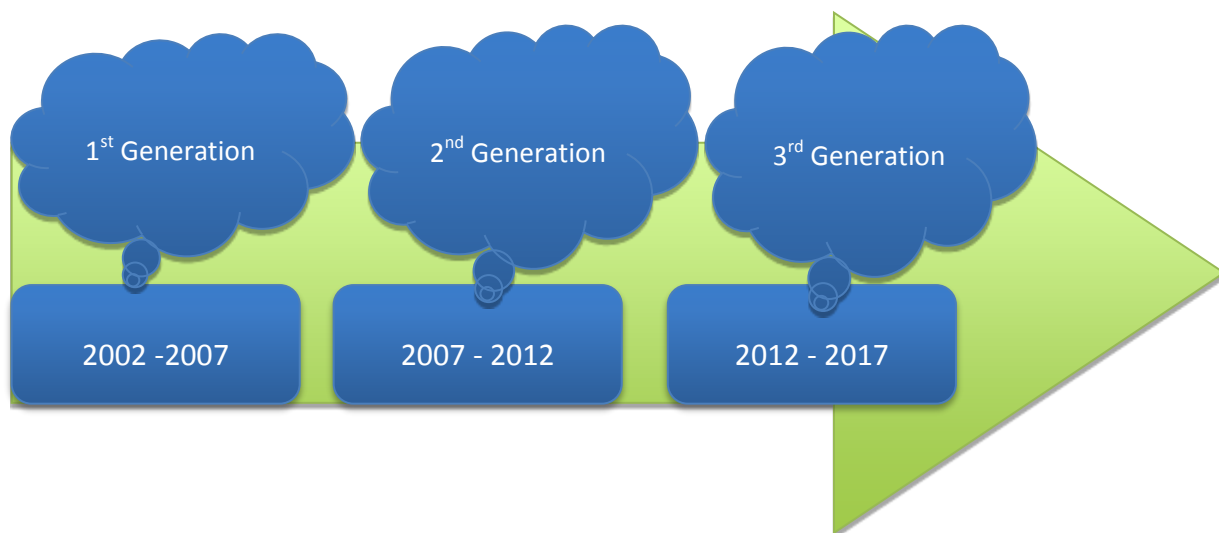 1st Generation
2nd Generation
3rd Generation
2002 -2007
2007 - 2012
2012 - 2017